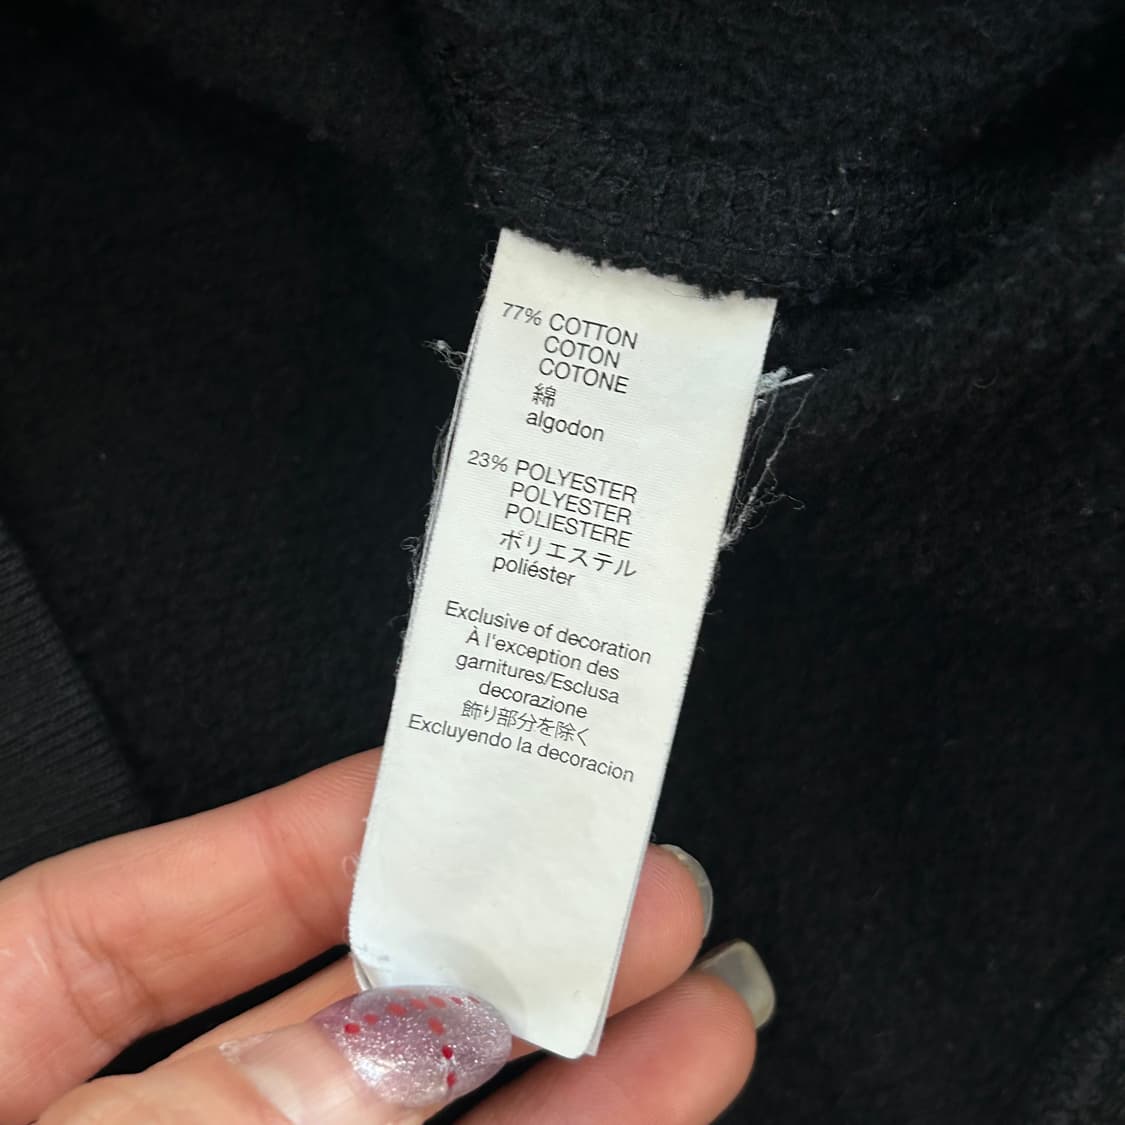 77% COTTON
COTON
COTONE
綿
algodon
23% POLYESTER
POLYESTER
POLIESTERE
ポリエステル
poliéster
Exclusive of decoration
À l'exception des
garnitures/Esclusa
decorazione
飾り部分を除く
Excluyendo la decoracion